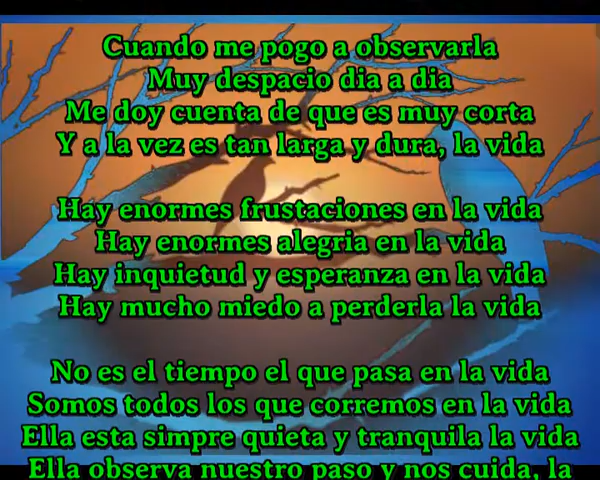 Cuando me pogo a observarla
Muy despacio dia a dia
Me doy cuenta de que es muy corta
Y a la vez es tan larga y dura, la vida
Hay enormes frustaciones en la vida
Hay enormes alegria en la vida
Hay inquietud y esperanza en la vida
Hay mucho miedo a perderla la vida
No es el tiempo el que pasa en la vida
Somos todos los que corremos en la vida
Ella esta simpre quieta y tranquila la vida
Ella observa nuestro paso y nos cuida, la